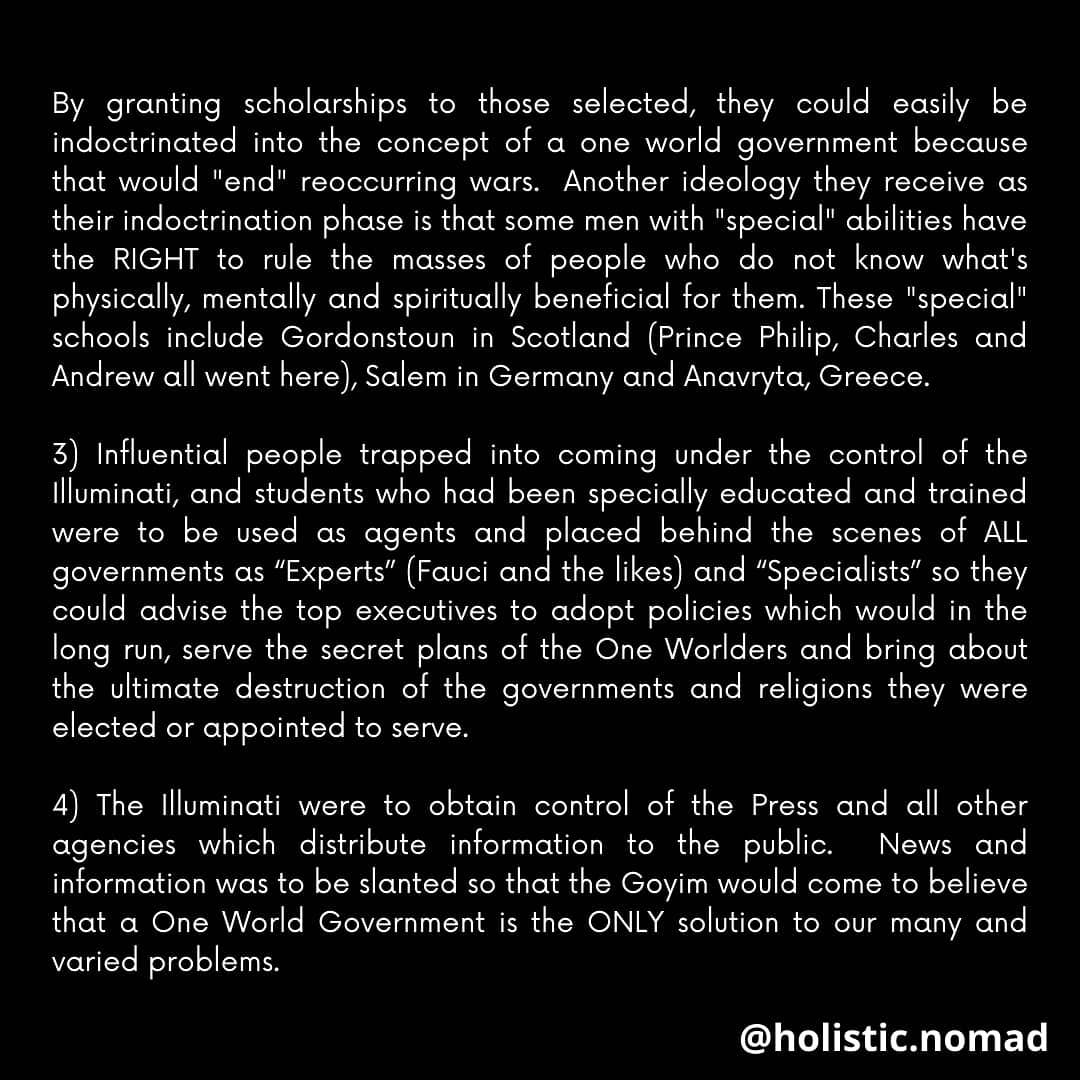 By granting scholarships to those selected, they could easily be
indoctrinated into the concept of a one world government because
that would "end" reoccurring wars.  Another ideology they receive as
their indoctrination phase is that some men with "special" abilities have
the RIGHT to rule the masses of people who do not know what's
physically, mentally and spiritually beneficial for them. These "special"
schools include Gordonstoun in Scotland (Prince Philip, Charles and
Andrew all went here), Salem in Germany and Anavryta, Greece.
3) Influential people trapped into coming under the control of the
Illuminati, and students who had been specially educated and trained
were to be used as agents and placed behind the scenes of ALL
governments as “Experts” (Fauci and the likes) and “Specialists” so they
could advise the top executives to adopt policies which would in the
long run, serve the secret plans of the One Worlders and bring about
the ultimate destruction of the governments and religions they were
elected or appointed to serve.
4) The Illuminati were to obtain control of the Press and all other
agencies which distribute information to the public.  News and
information was to be slanted so that the Goyim would come to believe
that a One World Government is the ONLY solution to our many and
varied problems.
@holistic.nomad